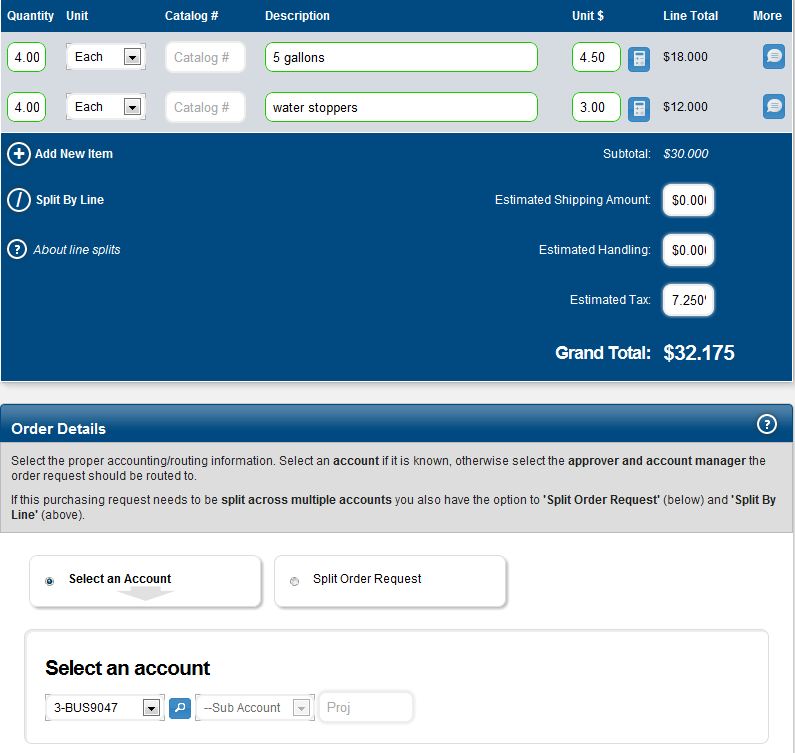 Quantity Unit Catalog # Description Unit $ Line Total More
4.00 Each Catalog # 5 gallons 4.50 $18.000
4.00 Each Catalog # water stoppers 3.00 $12.000
Add New Item Subtotal: $30.000
Split By Line Estimated Shipping Amount: $0.00
About line splits Estimated Handling: $0.00
Estimated Tax: 7.250
Grand Total: $32.175
Order Details
Select the proper accounting/routing information. Select an account if it is known, otherwise select the approver and account manager the
order request should be routed to.
If this purchasing request needs to be split across multiple accounts you also have the option to 'Split Order Request' (below) and 'Split By
Line' (above).
Select an Account Split Order Request
Select an account
3-BUS9047 --Sub Account Proj